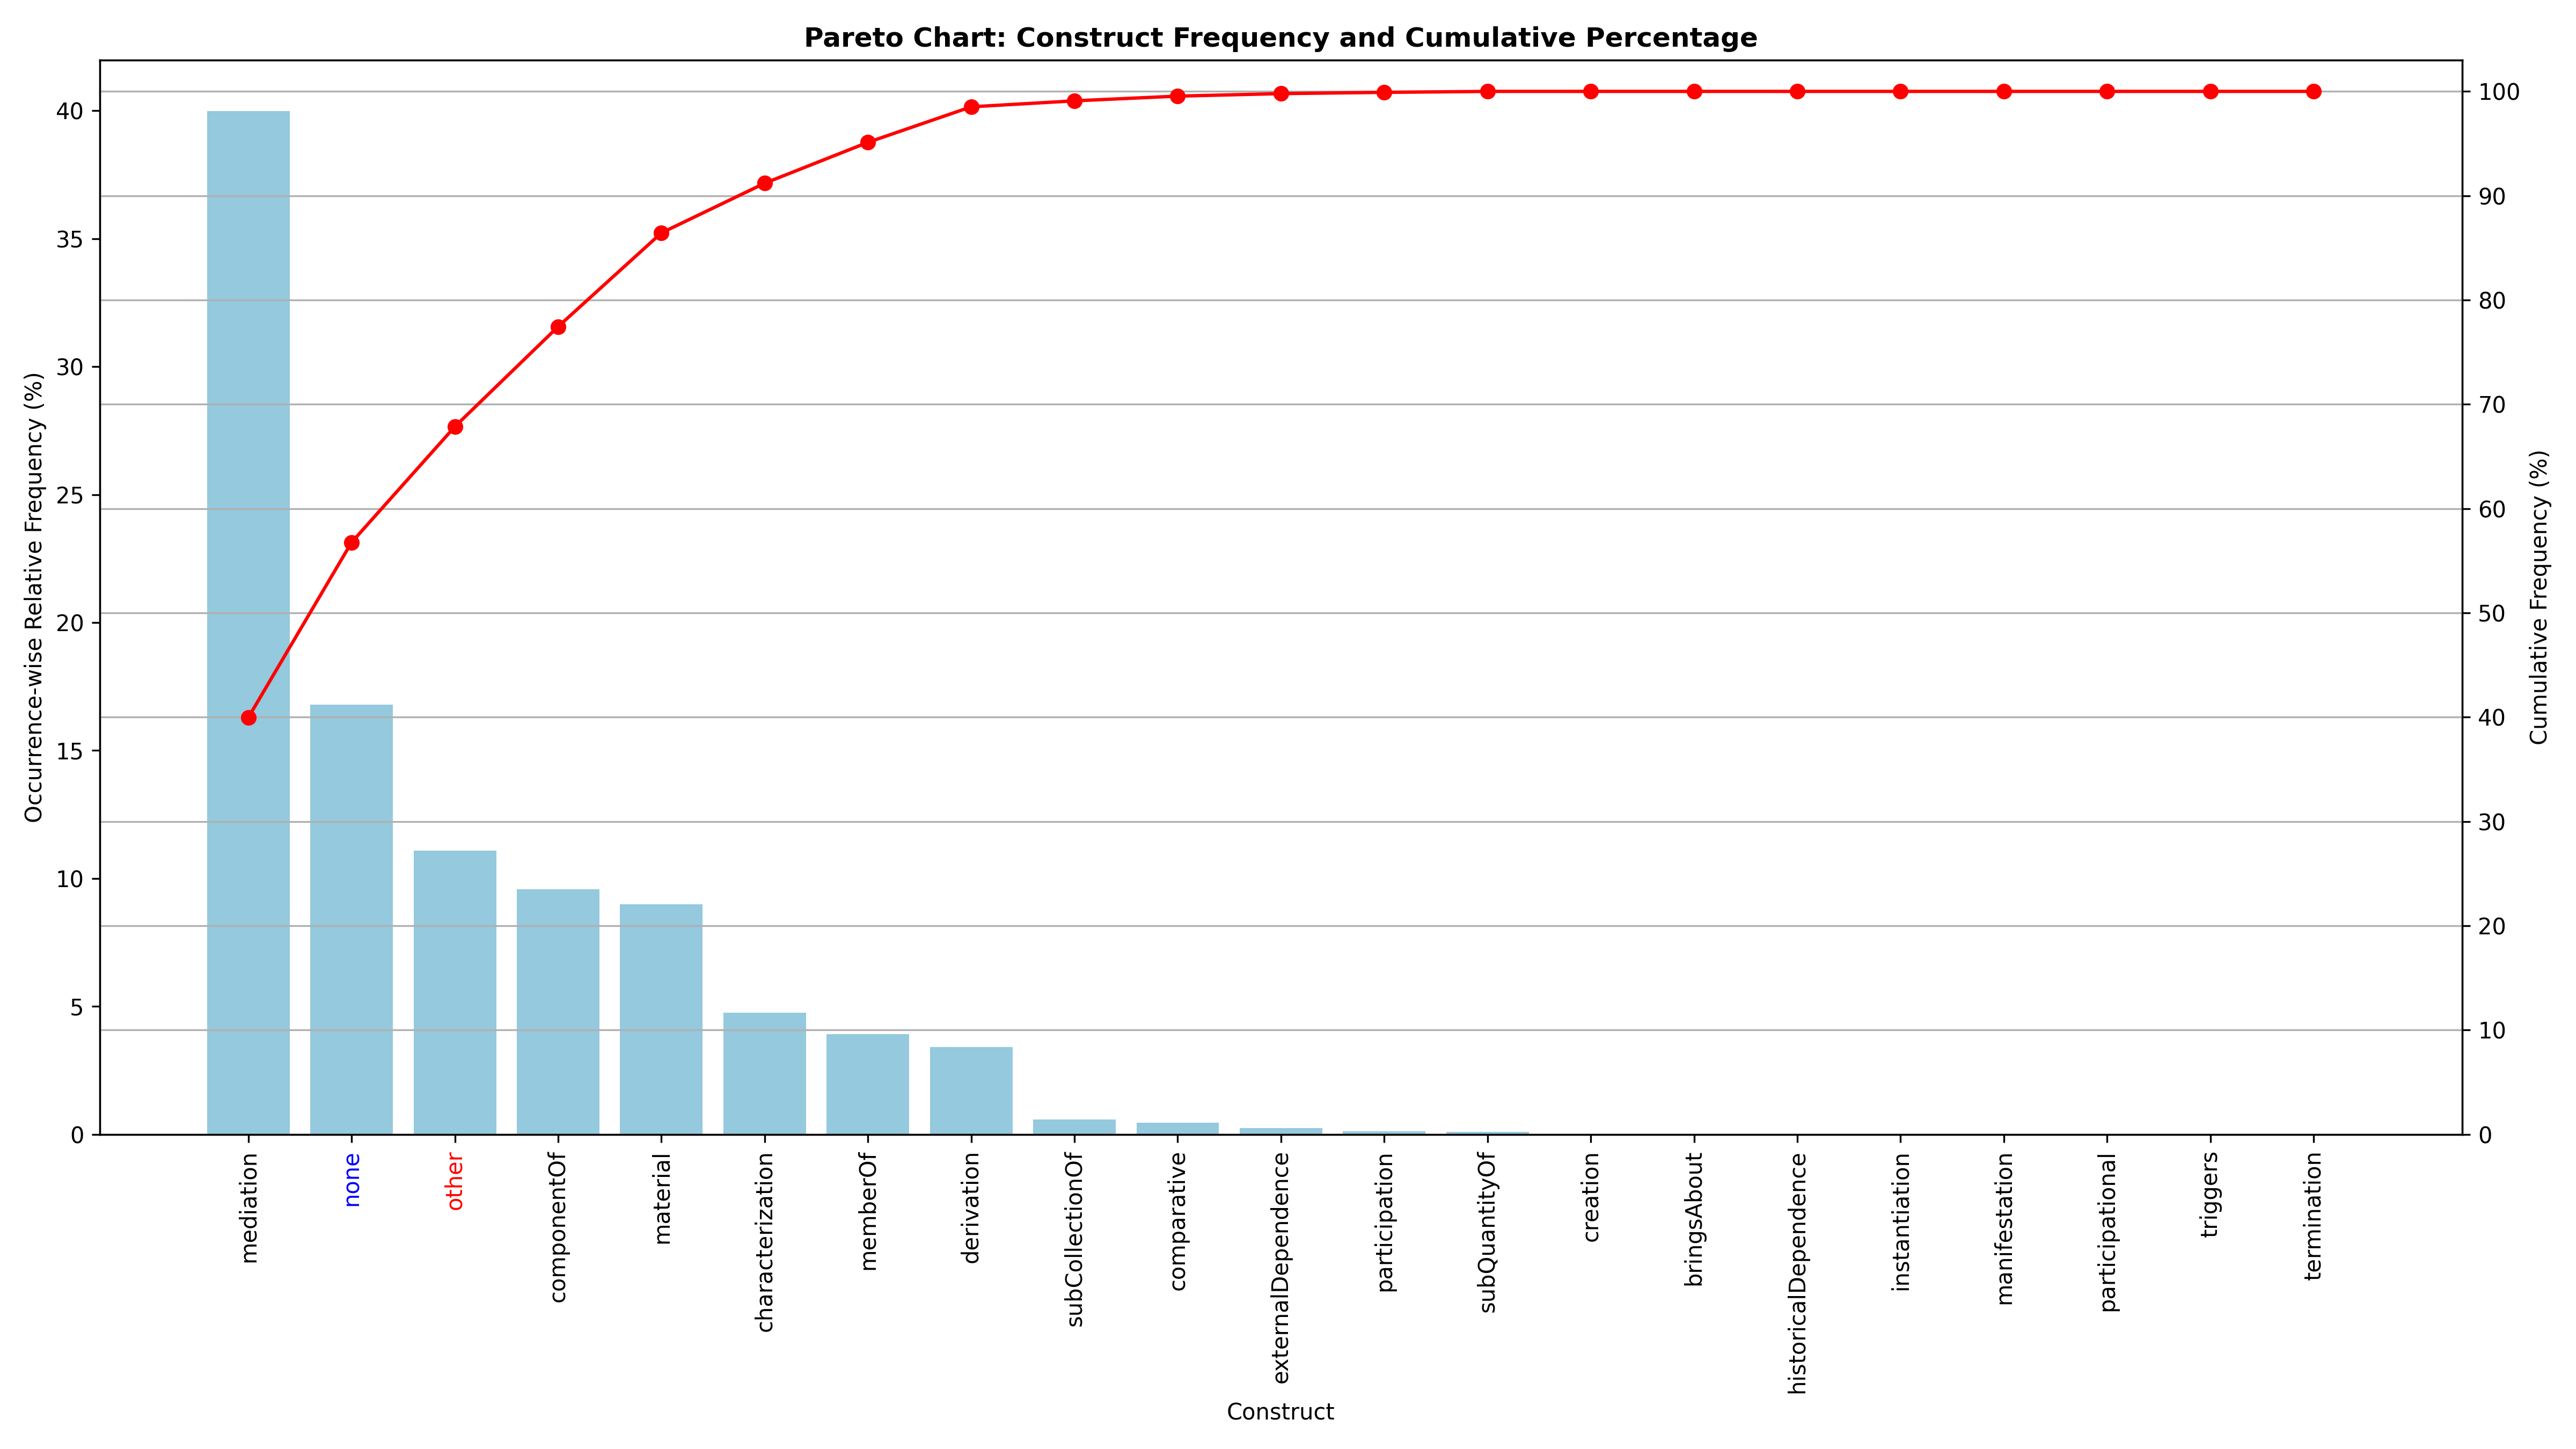 Pareto Chart: Construct Frequency and Cumulative Percentage
Occurrence-wise Relative Frequency (%)
40
35
30
25
20
15
10
5
0
100
90
80
70
60
50
40
30
20
10
0
Cumulative Frequency (%)
mediation
none
other
componentOf
material
characterization
memberOf
derivation
subCollectionOf
comparative
externalDependence
participation
subQuantityOf
creation
bringsAbout
historicalDependence
instantiation
manifestation
participational
triggers
termination
Construct